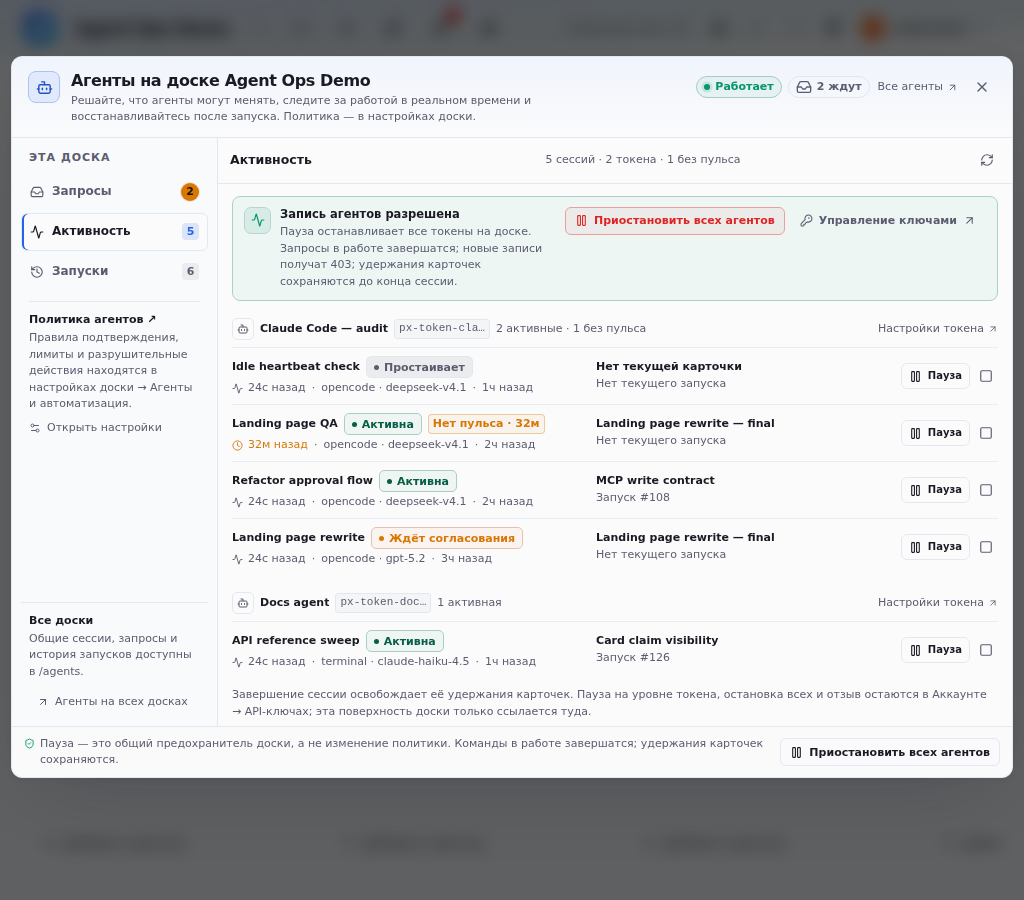 Агенты на доске Agent Ops Demo
Решайте, что агенты могут менять, следите за работой в реальном времени и
восстанавливайтесь после запуска. Политика — в настройках доски.
Работает
2 ждут
Все агенты ↗
ЭТА ДОСКА
Запросы 2
Активность 5
Запуски 6
Политика агентов ↗
Правила подтверждения,
лимиты и разрушительные
действия находятся в
настройках доски → Агенты
и автоматизация.
Открыть настройки
Все доски
Общие сессии, запросы и
история запусков доступны
в /agents.
Агенты на всех досках
Активность
5 сессий · 2 токена · 1 без пульса
Запись агентов разрешена
Пауза останавливает все токены на доске.
Запросы в работе завершатся; новые записи
получат 403; удержания карточек
сохраняются до конца сессии.
Приостановить всех агентов
Управление ключами ↗
Claude Code — audit px-token-cla… 2 активные · 1 без пульса
Настройки токена ↗
Idle heartbeat check Простаивает
24с назад · opencode · deepseek-v4.1 · 1ч назад
Нет текущей карточки
Нет текущего запуска
Пауза
Landing page QA Активна Нет пульса · 32м
32м назад · opencode · deepseek-v4.1 · 2ч назад
Landing page rewrite — final
Нет текущего запуска
Пауза
Refactor approval flow Активна
24с назад · opencode · deepseek-v4.1 · 2ч назад
MCP write contract
Запуск #108
Пауза
Landing page rewrite Ждёт согласования
24с назад · opencode · gpt-5.2 · 3ч назад
Landing page rewrite — final
Нет текущего запуска
Пауза
Docs agent px-token-doc… 1 активная
Настройки токена ↗
API reference sweep Активна
24с назад · terminal · claude-haiku-4.5 · 1ч назад
Card claim visibility
Запуск #126
Пауза
Завершение сессии освобождает её удержания карточек. Пауза на уровне токена, остановка всех и отзыв остаются в Аккаунте
→ API-ключах; эта поверхность доски только ссылается туда.
Пауза — это общий предохранитель доски, а не изменение политики. Команды в работе завершатся; удержания карточек
сохраняются.
Приостановить всех агентов